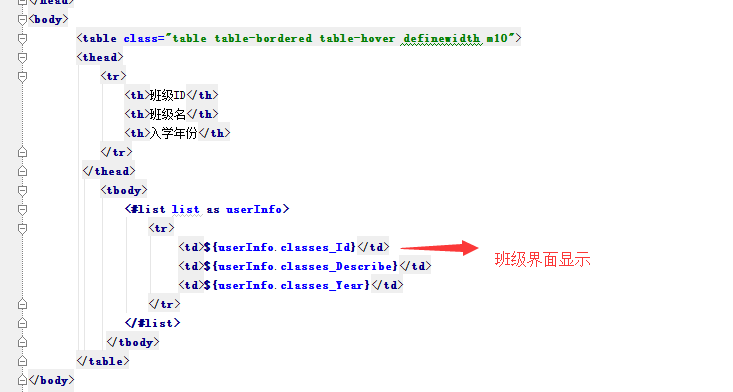 </head>
<body>
<table class="table table-bordered table-hover definewidth m10">
<thead>
<tr>
<th>班级ID</th>
<th>班级名</th>
<th>入学年份</th>
</tr>
</thead>
<tbody>
<#list list as userInfo>
<tr>
<td>${userInfo.classes_Id}</td>
<td>${userInfo.classes_Describe}</td>
<td>${userInfo.classes_Year}</td>
</tr>
</#list>
</tbody>
</table>
</body>
班级界面显示